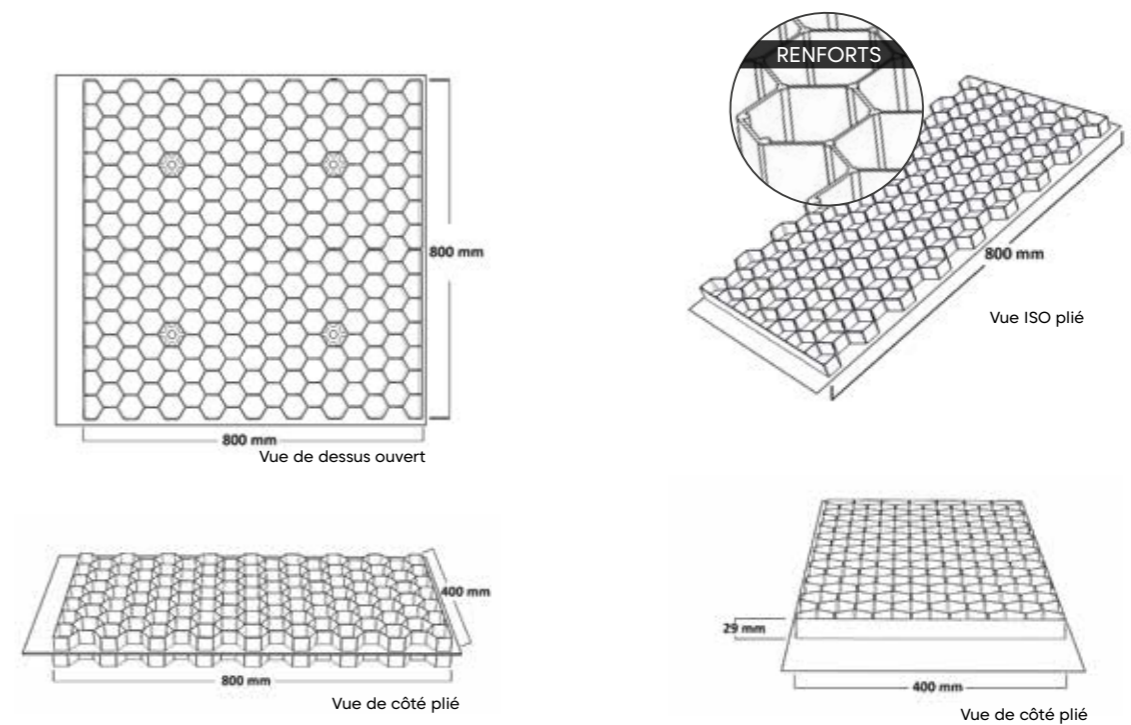 800 mm
800 mm
Vue de dessus ouvert
RENFORTS
800 mm
Vue ISO plié
400 mm
800 mm
Vue de côté plié
29 mm
400 mm
Vue de côté plié